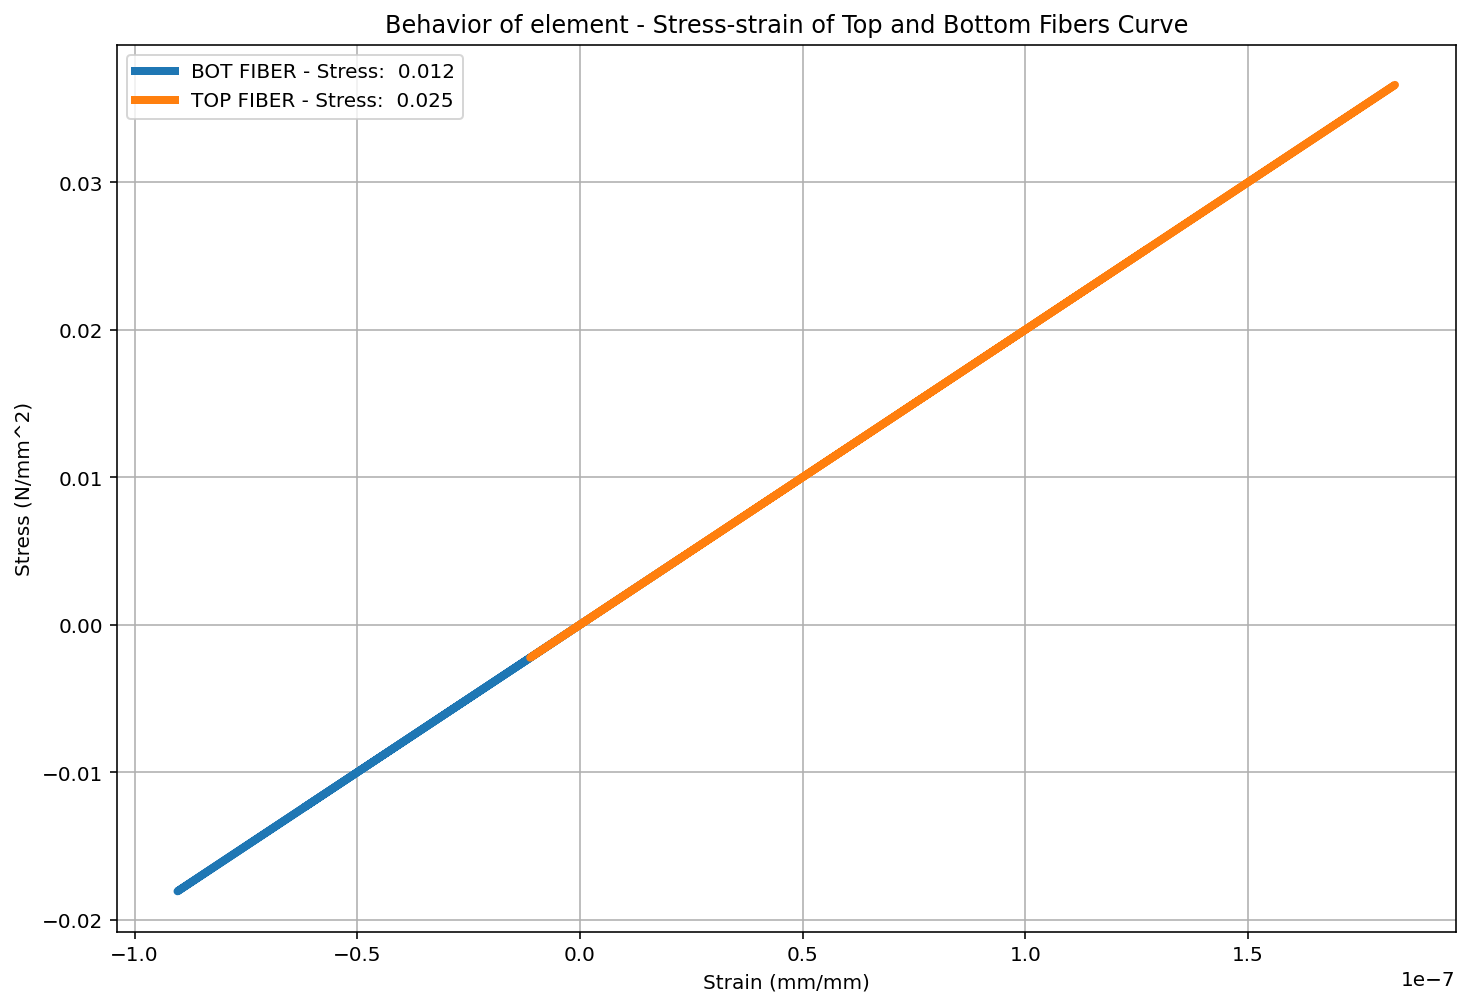 Behavior of element - Stress-strain of Top and Bottom Fibers Curve
BOT FIBER - Stress:  0.012
TOP FIBER - Stress:  0.025
0.03
0.02
0.01
0.00
−0.01
−0.02
Stress (N/mm^2)
−1.0
−0.5
0.0
0.5
1.0
1.5
1e−7
Strain (mm/mm)